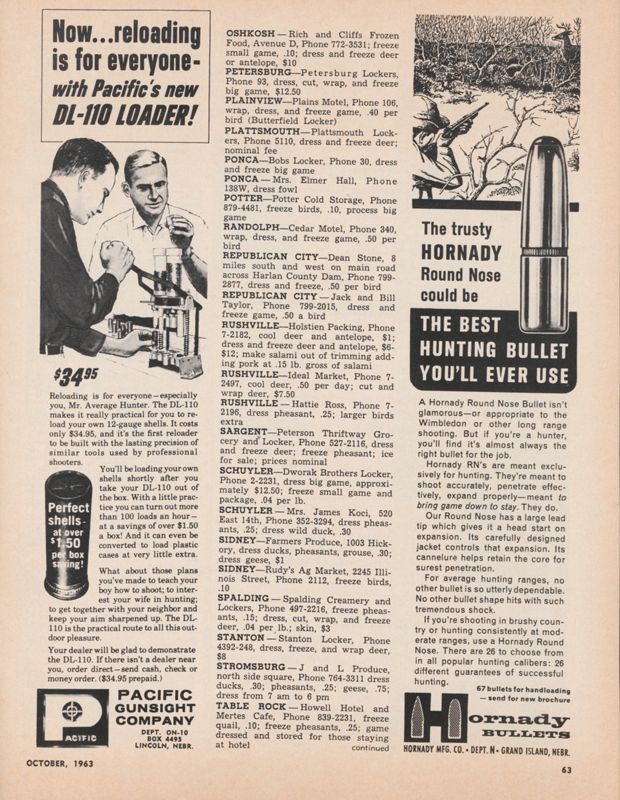 Now...reloading
is for everyone-
with Pacific's new
DL-110 LOADER!
$34.95
Reloading is for everyone—especially
you, Mr. Average Hunter. The DL-110
makes it really practical for you to re-
load your own 12-gauge shells. It costs
only $34.95, and it's the first reloader
to be built with the lasting precision of
similar tools used by professional
shooters.
Perfect
shells-
at over
$1.50
per box
saving!
You'll be loading your own
shells shortly after you
take your DL-110 out of
the box. With a little prac-
tice you can turn out more
than 100 loads an hour—
at a savings of over $1.50
a box! And it can even be
converted to load plastic
cases at very little extra.
What about those plans
you've made to teach your
boy how to shoot; to inter-
est your wife in hunting;
to get together with your neighbor and
keep your aim sharpened up. The DL-
110 is the practical route to all this out-
door pleasure.
Your dealer will be glad to demonstrate
the DL-110. If there isn't a dealer near
you, order direct—send cash, check or
money order. ($34.95 prepaid.)
P
PACIFIC
PACIFIC
GUNSIGHT
COMPANY
DEPT. ON-10
BOX 4495
LINCOLN, NEBR.
OSHKOSH — Rich and Cliffs Frozen
Food, Avenue D, Phone 772-3531; freeze
small game, .10; dress and freeze deer
or antelope, $10
PETERSBURG—Petersburg Lockers,
Phone 93, dress, cut, wrap, and freeze
big game, $12.50
PLAINVIEW—Plains Motel, Phone 106,
wrap, dress, and freeze game, .40 per
bird (Butterfield Locker)
PLATTSMOUTH—Plattsmouth Lock-
ers, Phone 5110, dress and freeze deer;
nominal fee
PONCA—Bobs Locker, Phone 30, dress
and freeze big game
PONCA — Mrs. Elmer Hall, Phone
138W, dress fowl
POTTER—Potter Cold Storage, Phone
879-4481, freeze birds, .10, process big
game
RANDOLPH—Cedar Motel, Phone 340,
wrap, dress, and freeze game, .50 per
bird
REPUBLICAN CITY—Dean Stone, 8
miles south and west on main road
across Harlan County Dam, Phone 799-
2877, dress and freeze, .50 per bird
REPUBLICAN CITY — Jack and Bill
Taylor, Phone 799-2015, dress and
freeze game, .50 a bird
RUSHVILLE—Holstien Packing, Phone
7-2182, cool deer and antelope, $1;
dress and freeze deer and antelope, $6-
$12; make salami out of trimming add-
ing pork at .15 lb. gross of salami
RUSHVILLE—Ideal Market, Phone 7-
2497, cool deer, .50 per day; cut and
wrap deer, $7.50
RUSHVILLE — Hattie Ross, Phone 7-
2196, dress pheasant, .25; larger birds
extra
SARGENT—Peterson Thriftway Gro-
cery and Locker, Phone 527-2116, dress
and freeze deer; freeze pheasant; ice
for sale; prices nominal
SCHUYLER—Dworak Brothers Locker,
Phone 2-2231, dress big game, approxi-
mately $12.50; freeze small game and
package, .04 per lb.
SCHUYLER — Mrs. James Koci, 520
East 14th, Phone 352-3294, dress pheas-
ants, .25; dress wild duck, .30
SIDNEY—Farmers Produce, 1003 Hick-
ory, dress ducks, pheasants, grouse, .30;
dress geese, $1
SIDNEY—Rudy's Ag Market, 2245 Illi-
nois Street, Phone 2112, freeze birds,
.10
SPALDING — Spalding Creamery and
Lockers, Phone 497-2216, freeze pheas-
ants, .15; dress, cut, wrap, and freeze
deer, .04 per lb.; skin, $3
STANTON—Stanton Locker, Phone
4392-248, dress, freeze, and wrap deer,
$8
STROMSBURG—J and L Produce,
north side square, Phone 764-3311 dress
ducks, .30; pheasants, .25; geese, .75;
dress from 7 am to 6 pm
TABLE ROCK — Howell Hotel and
Mertes Cafe, Phone 839-2231, freeze
quail, .10; freeze pheasants, .25; game
dressed and stored for those staying
at hotel
continued
The trusty
HORNADY
Round Nose
could be
THE BEST
HUNTING BULLET
YOU'LL EVER USE
A Hornady Round Nose Bullet isn't
glamorous—or appropriate to the
Wimbledon or other long range
shooting. But if you're a hunter,
you'll find it's almost always the
right bullet for the job.
Hornady RN's are meant exclu-
sively for hunting. They're meant to
shoot accurately, penetrate effec-
tively, expand properly—meant to
bring game down to stay. They do.
Our Round Nose has a large lead
tip which gives it a head start on
expansion. Its carefully designed
jacket controls that expansion. Its
cannelure helps retain the core for
surest penetration.
For average hunting ranges, no
other bullet is so utterly dependable.
No other bullet shape hits with such
tremendous shock.
If you're shooting in brushy coun-
try or hunting consistently at mod-
erate ranges, use a Hornady Round
Nose. There are 26 to choose from
in all popular hunting calibers: 26
different guarantees of successful
hunting.
67 bullets for handloading
— send for new brochure
Hornady
BULLETS
HORNADY MFG. CO. • DEPT. N • GRAND ISLAND, NEBR.
OCTOBER, 1963
63